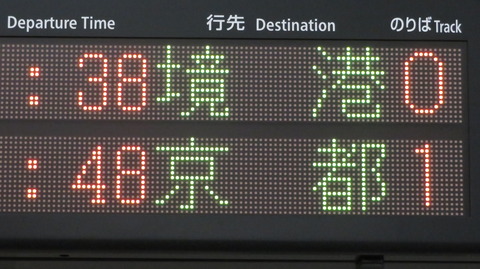 Departure Time 行先 Destination のりば Track
:38 境 港 0
:48 京 都 1